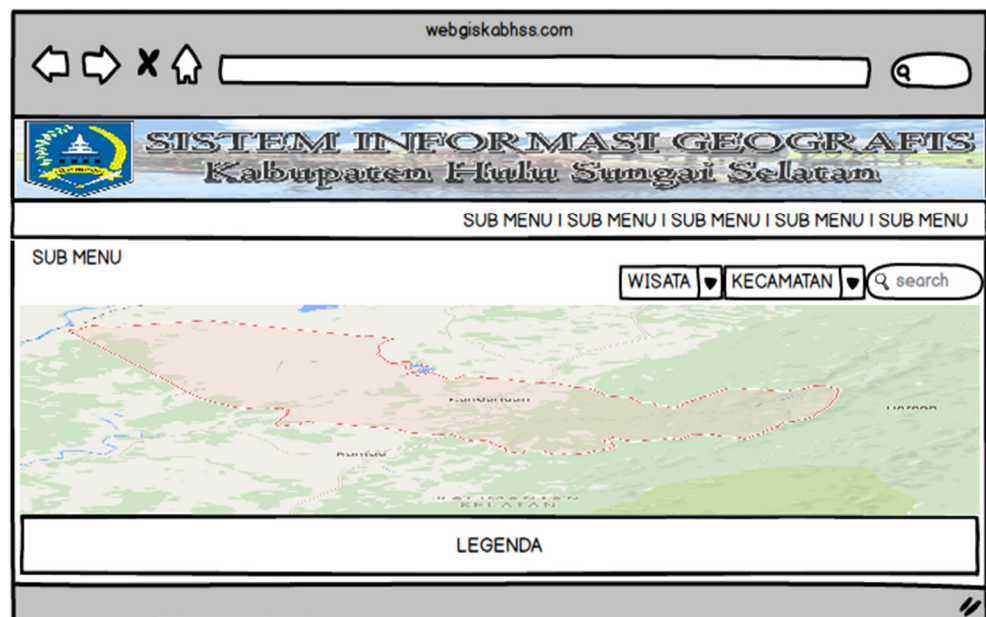 webgiskabhss.com
SISTEM INFORMASI GEOGRAFIS
Kabupaten Hulu Sungai Selatan
SUB MENU I SUB MENU I SUB MENU I SUB MENU I SUB MENU
SUB MENU
WISATA KECAMATAN search
SELATAN
LEGENDA